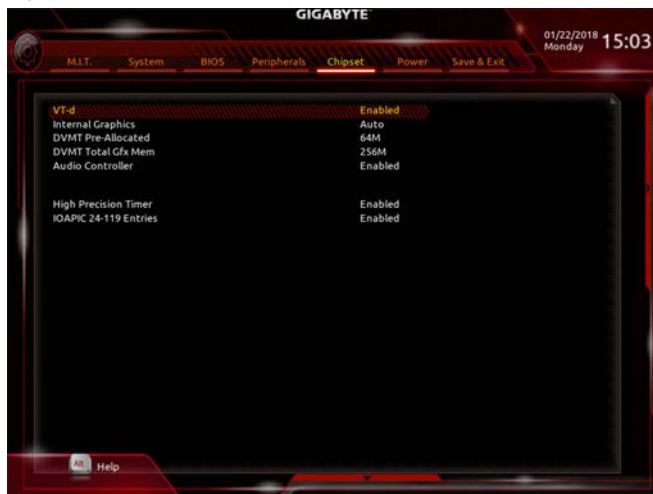 GIGABYTE™
01/22/2018 Monday 15:03
M.I.T. System BIOS Peripherals Chipset Power Save & Exit
VT-d Enabled
Internal Graphics Auto
DVMT Pre-Allocated 64M
DVMT Total Gfx Mem 256M
Audio Controller Enabled
High Precision Timer Enabled
IOAPIC 24-119 Entries Enabled
Alt Help